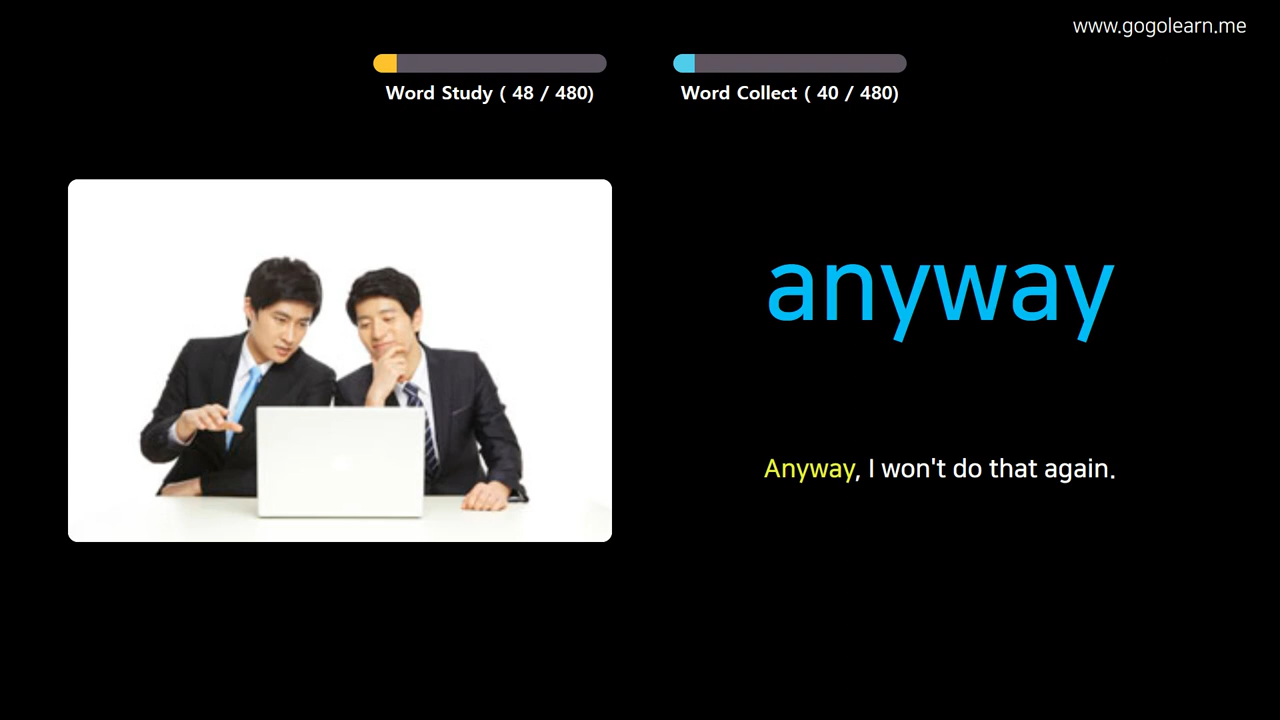 www.gogolearn.me
Word Study ( 48 / 480)
Word Collect ( 40 / 480)
anyway
Anyway, I won't do that again.